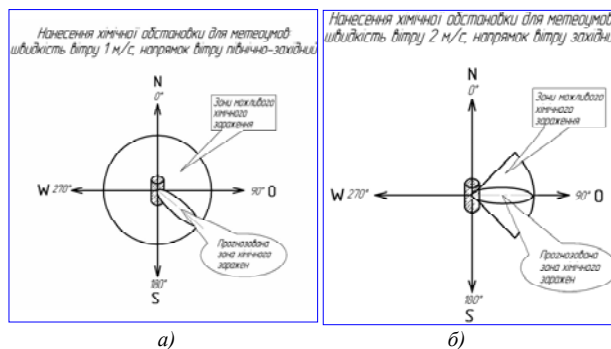 Нанесення хімічної обстановки для метеоумов
швидкість вітру 1 м/с, напрямок вітру північно-західний
N
0°
Зони можливого
хімічного
зараження
W 270°
90° O
Прогнозована
зона хімічного
заражен
180°
S
а)
Нанесення хімічної обстановки для метеоумов
швидкість вітру 2 м/с, напрямок вітру західний
N
0°
Зони можливого
хімічного
зараження
W 270°
90° O
Прогнозована
зона хімічного
заражен
180°
S
б)